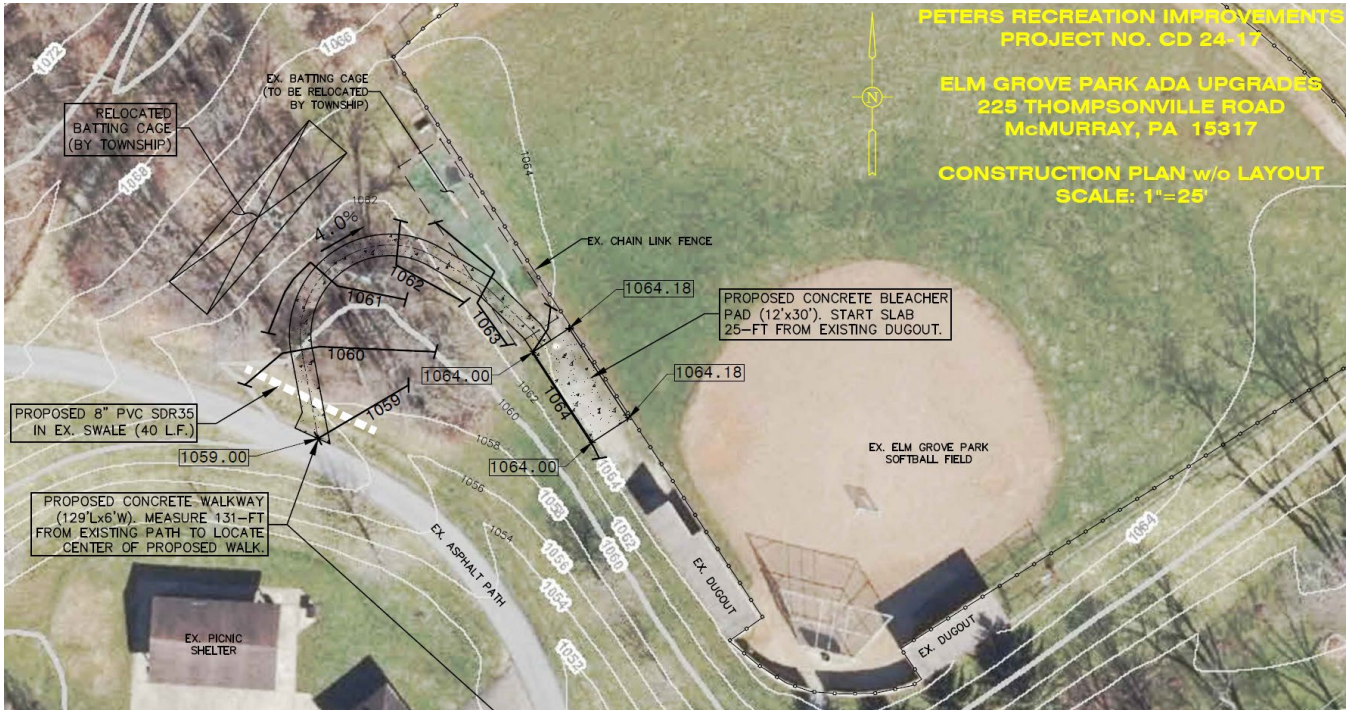 PETERS RECREATION IMPROVEMENTS
PROJECT NO. CD 24-17
ELM GROVE PARK ADA UPGRADES
225 THOMPSONVILLE ROAD
McMURRAY, PA 15317
CONSTRUCTION PLAN w/o LAYOUT
SCALE: 1"=25'
N
1072
1066
EX. BATTING CAGE
(TO BE RELOCATED
BY TOWNSHIP)
RELOCATED
BATTING CAGE
(BY TOWNSHIP)
1068
1064
1062
4.0%
EX. CHAIN LINK FENCE
1062
1061
1064.18
PROPOSED CONCRETE BLEACHER
PAD (12'x30'). START SLAB
25-FT FROM EXISTING DUGOUT.
1063
1060
1064.00
1064.18
1062
1064
1059
1060
PROPOSED 8" PVC SDR35
IN EX. SWALE (40 L.F.)
1059.00
1058
1064.00
1064
EX. ELM GROVE PARK
SOFTBALL FIELD
1056
1058
1062
PROPOSED CONCRETE WALKWAY
(129'Lx6'W). MEASURE 131-FT
FROM EXISTING PATH TO LOCATE
CENTER OF PROPOSED WALK.
1054
1056
1060
1064
EX. ASPHALT PATH
1054
EX. DUGOUT
1052
EX. PICNIC
SHELTER
EX. DUGOUT